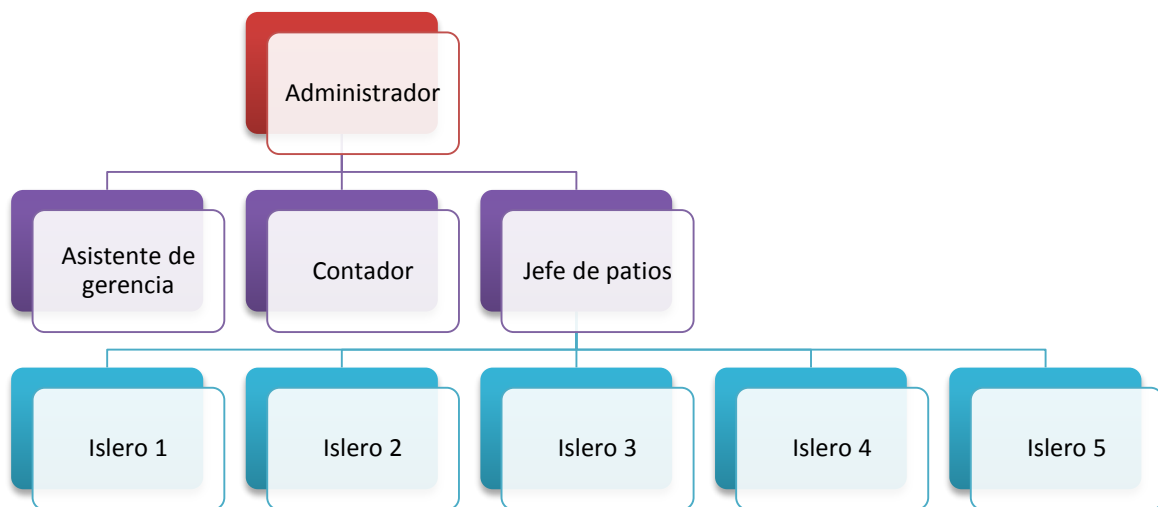 Administrador
Asistente de
gerencia
Contador
Jefe de patios
Islero 1
Islero 2
Islero 3
Islero 4
Islero 5